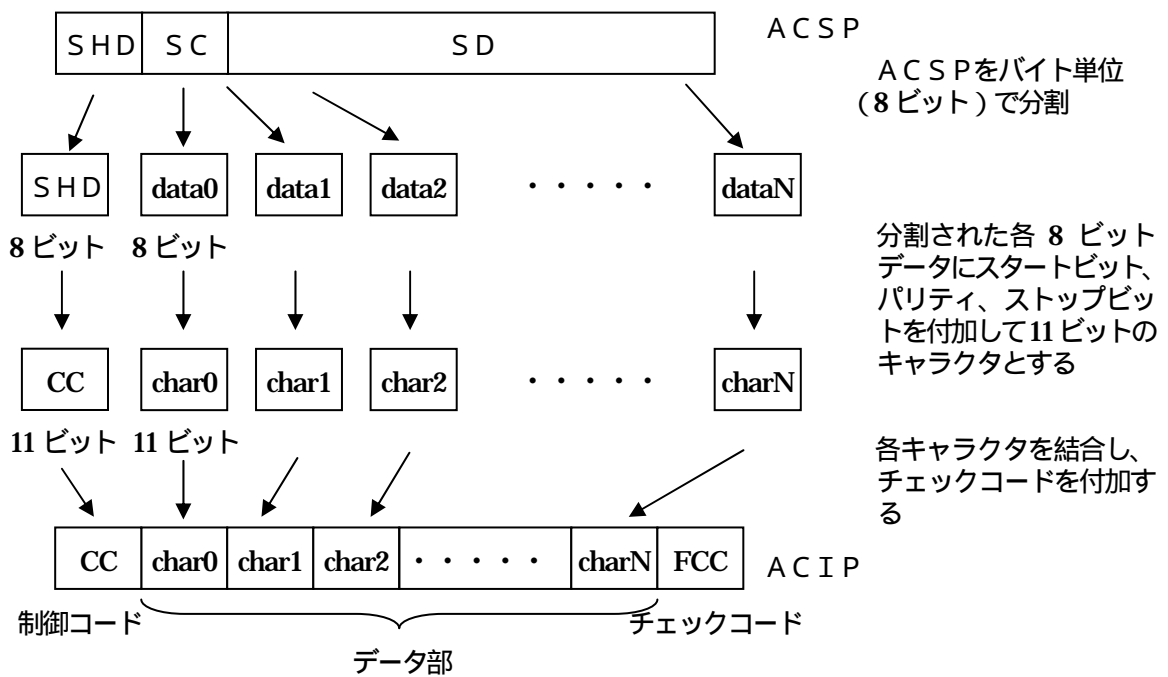 ＳＨＤ ＳＣ ＳＤ ＡＣＳＰ
ＡＣＳＰをバイト単位
（8 ビット）で分割
ＳＨＤ data0 data1 data2 ・・・・・ dataN
8 ビット 8 ビット
分割された各 8 ビット
データにスタートビット、
パリティ、ストップビッ
トを付加して11 ビットの
キャラクタとする
CC char0 char1 char2 ・・・・・ charN
11 ビット 11 ビット
各キャラクタを結合し、
チェックコードを付加す
る
CC char0 char1 char2 ・・・・・ charN FCC ＡＣＩＰ
制御コード チェックコード
データ部